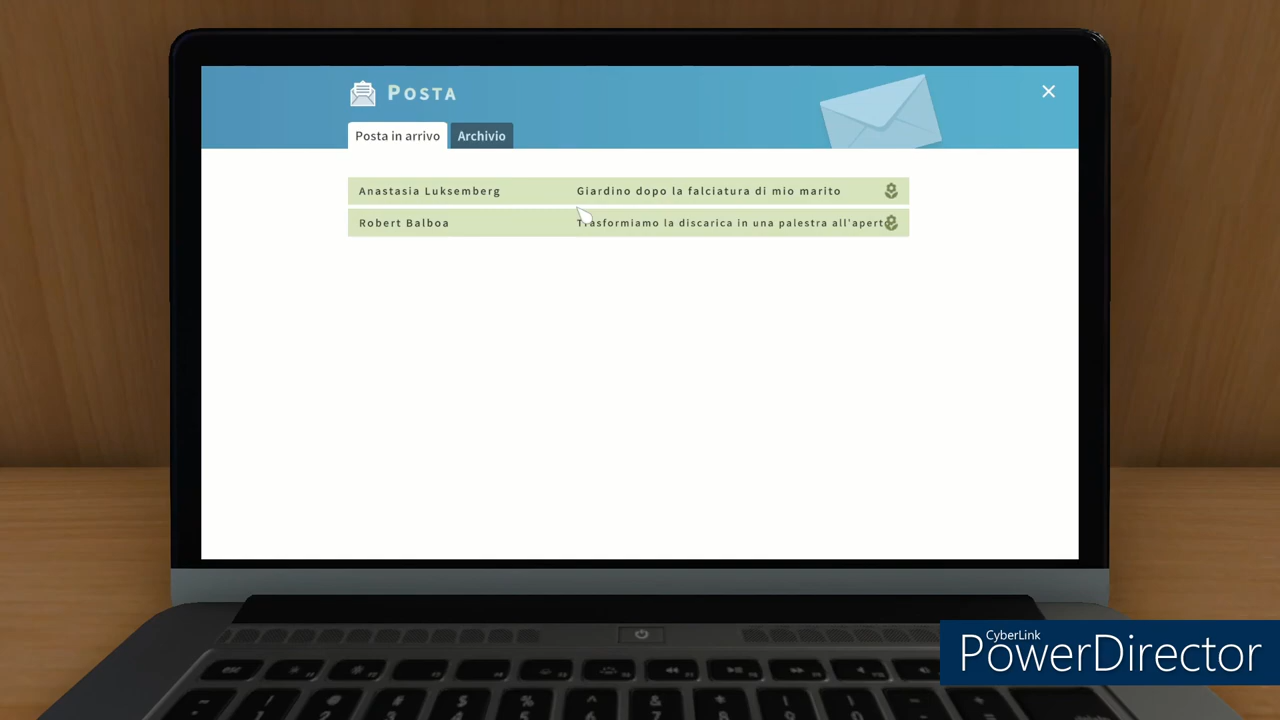 POSTA
Posta in arrivo
Archivio
Anastasia Luksemberg
Giardino dopo la falciatura di mio marito
Robert Balboa
Trasformiamo la discarica in una palestra all'apert
esc
CyberLink
PowerDirector